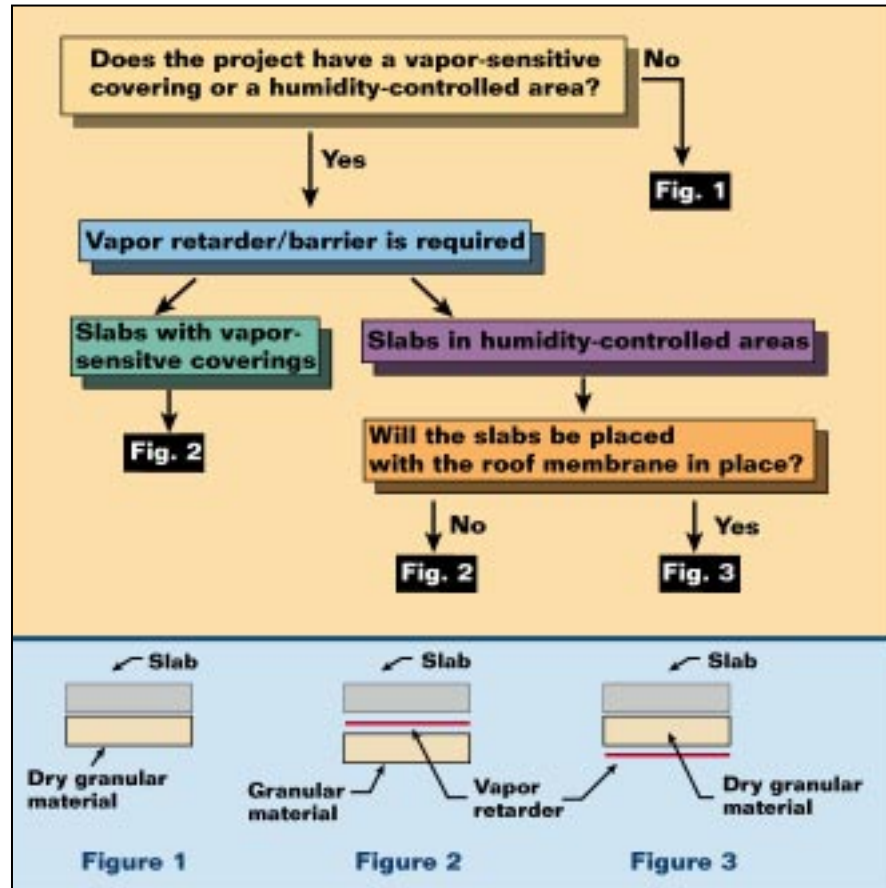 Does the project have a vapor-sensitive
covering or a humidity-controlled area?
No
Yes
Fig. 1
Vapor retarder/barrier is required
Slabs with vapor-
sensitve coverings
Slabs in humidity-controlled areas
Fig. 2
Will the slabs be placed
with the roof membrane in place?
No
Yes
Fig. 2
Fig. 3
Slab
Dry granular
material
Figure 1
Slab
Granular
material
Vapor
retarder
Figure 2
Slab
Dry granular
material
Figure 3